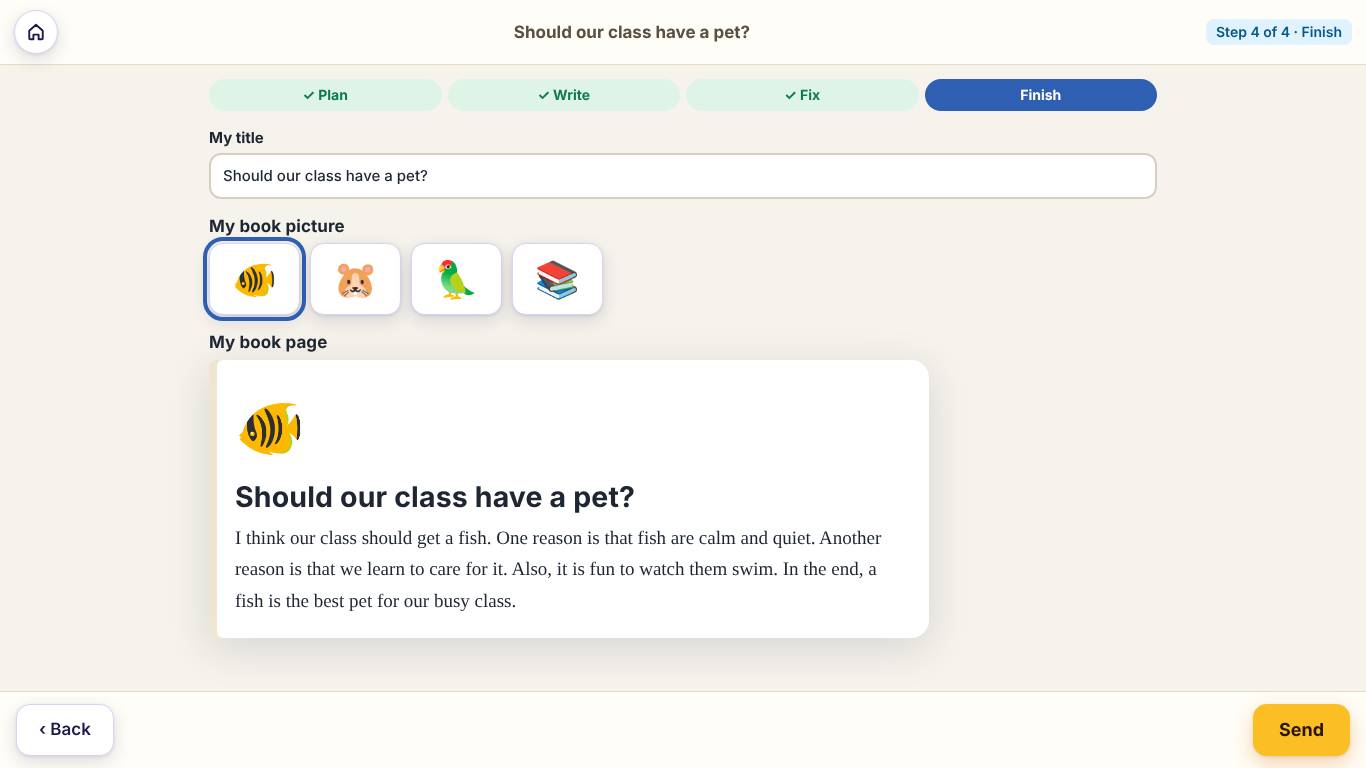 Should our class have a pet?
Step 4 of 4 · Finish
✓ Plan
✓ Write
✓ Fix
Finish
My title
Should our class have a pet?
My book picture
My book page
Should our class have a pet?
I think our class should get a fish. One reason is that fish are calm and quiet. Another
reason is that we learn to care for it. Also, it is fun to watch them swim. In the end, a
fish is the best pet for our busy class.
‹ Back
Send